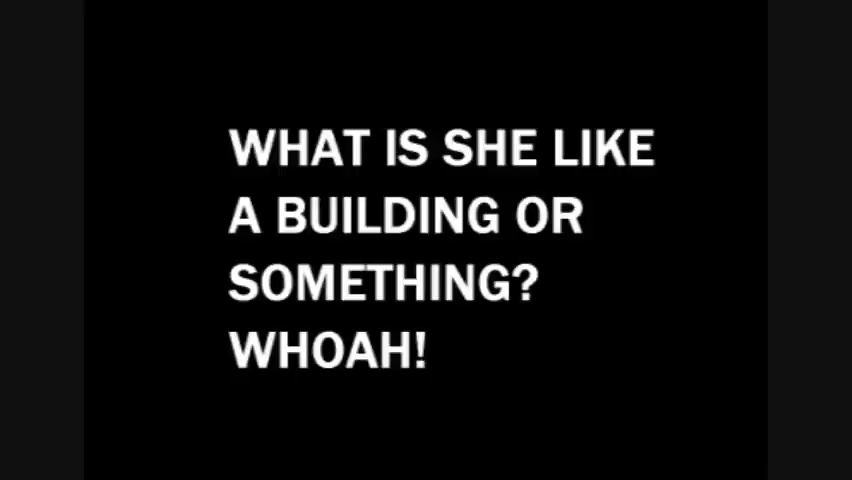 WHAT IS SHE LIKE
A BUILDING OR
SOMETHING?
WHOAH!